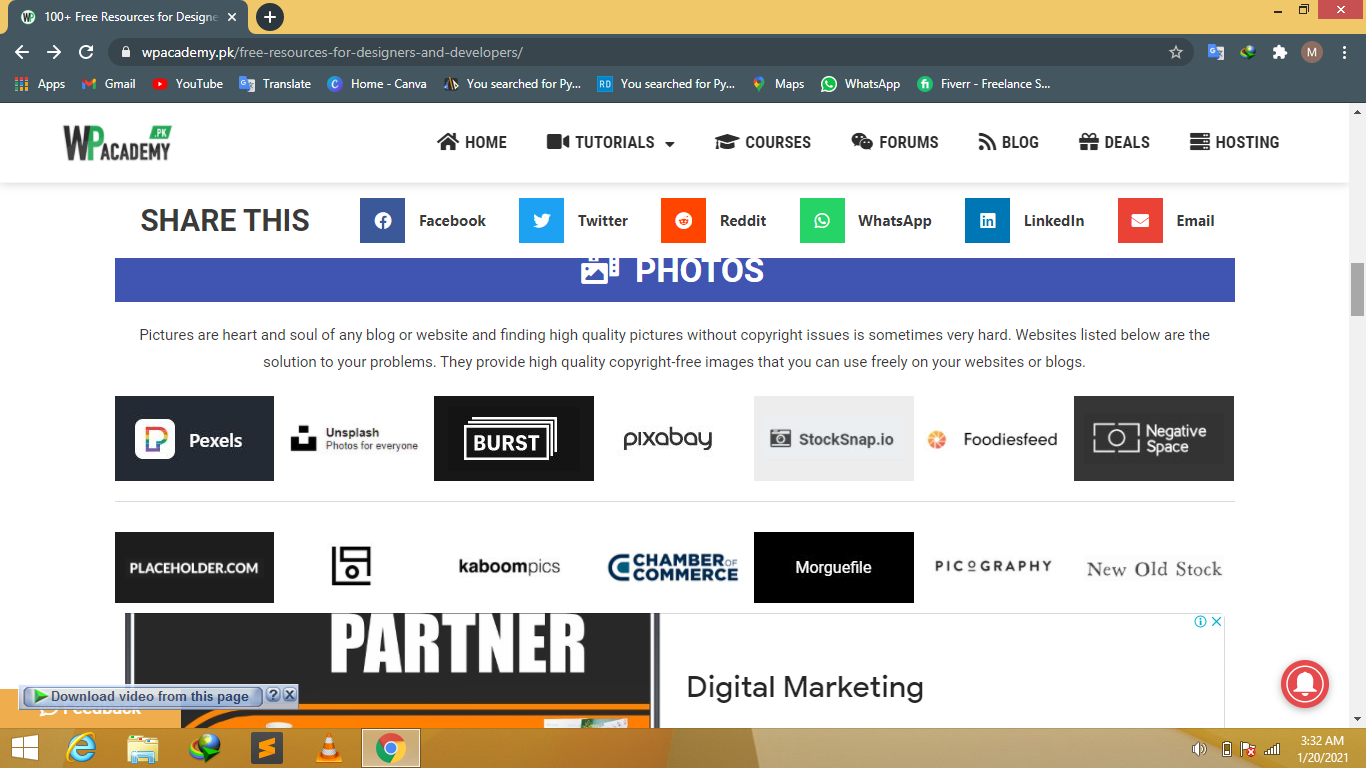 100+ Free Resources for Designe
wpacademy.pk/free-resources-for-designers-and-developers/
M
Apps
Gmail
YouTube
Translate
Home - Canva
You searched for Py...
RD
You searched for Py...
Maps
WhatsApp
fi
Fiverr - Freelance S...
WPACADEMY .PK
HOME
TUTORIALS
COURSES
FORUMS
BLOG
DEALS
HOSTING
SHARE THIS
Facebook
Twitter
Reddit
WhatsApp
LinkedIn
Email
PHOTOS
Pictures are heart and soul of any blog or website and finding high quality pictures without copyright issues is sometimes very hard. Websites listed below are the
solution to your problems. They provide high quality copyright-free images that you can use freely on your websites or blogs.
Pexels
Unsplash
Photos for everyone
BURST
pixabay
StockSnap.io
Foodiesfeed
Negative
Space
PLACEHOLDER.COM
kaboompics
CHAMBER OF
COMMERCE
Morguefile
PICOGRAPHY
New Old Stock
PARTNER
Digital Marketing
Download video from this page
?
X
Feedback
3:32 AM
1/20/2021